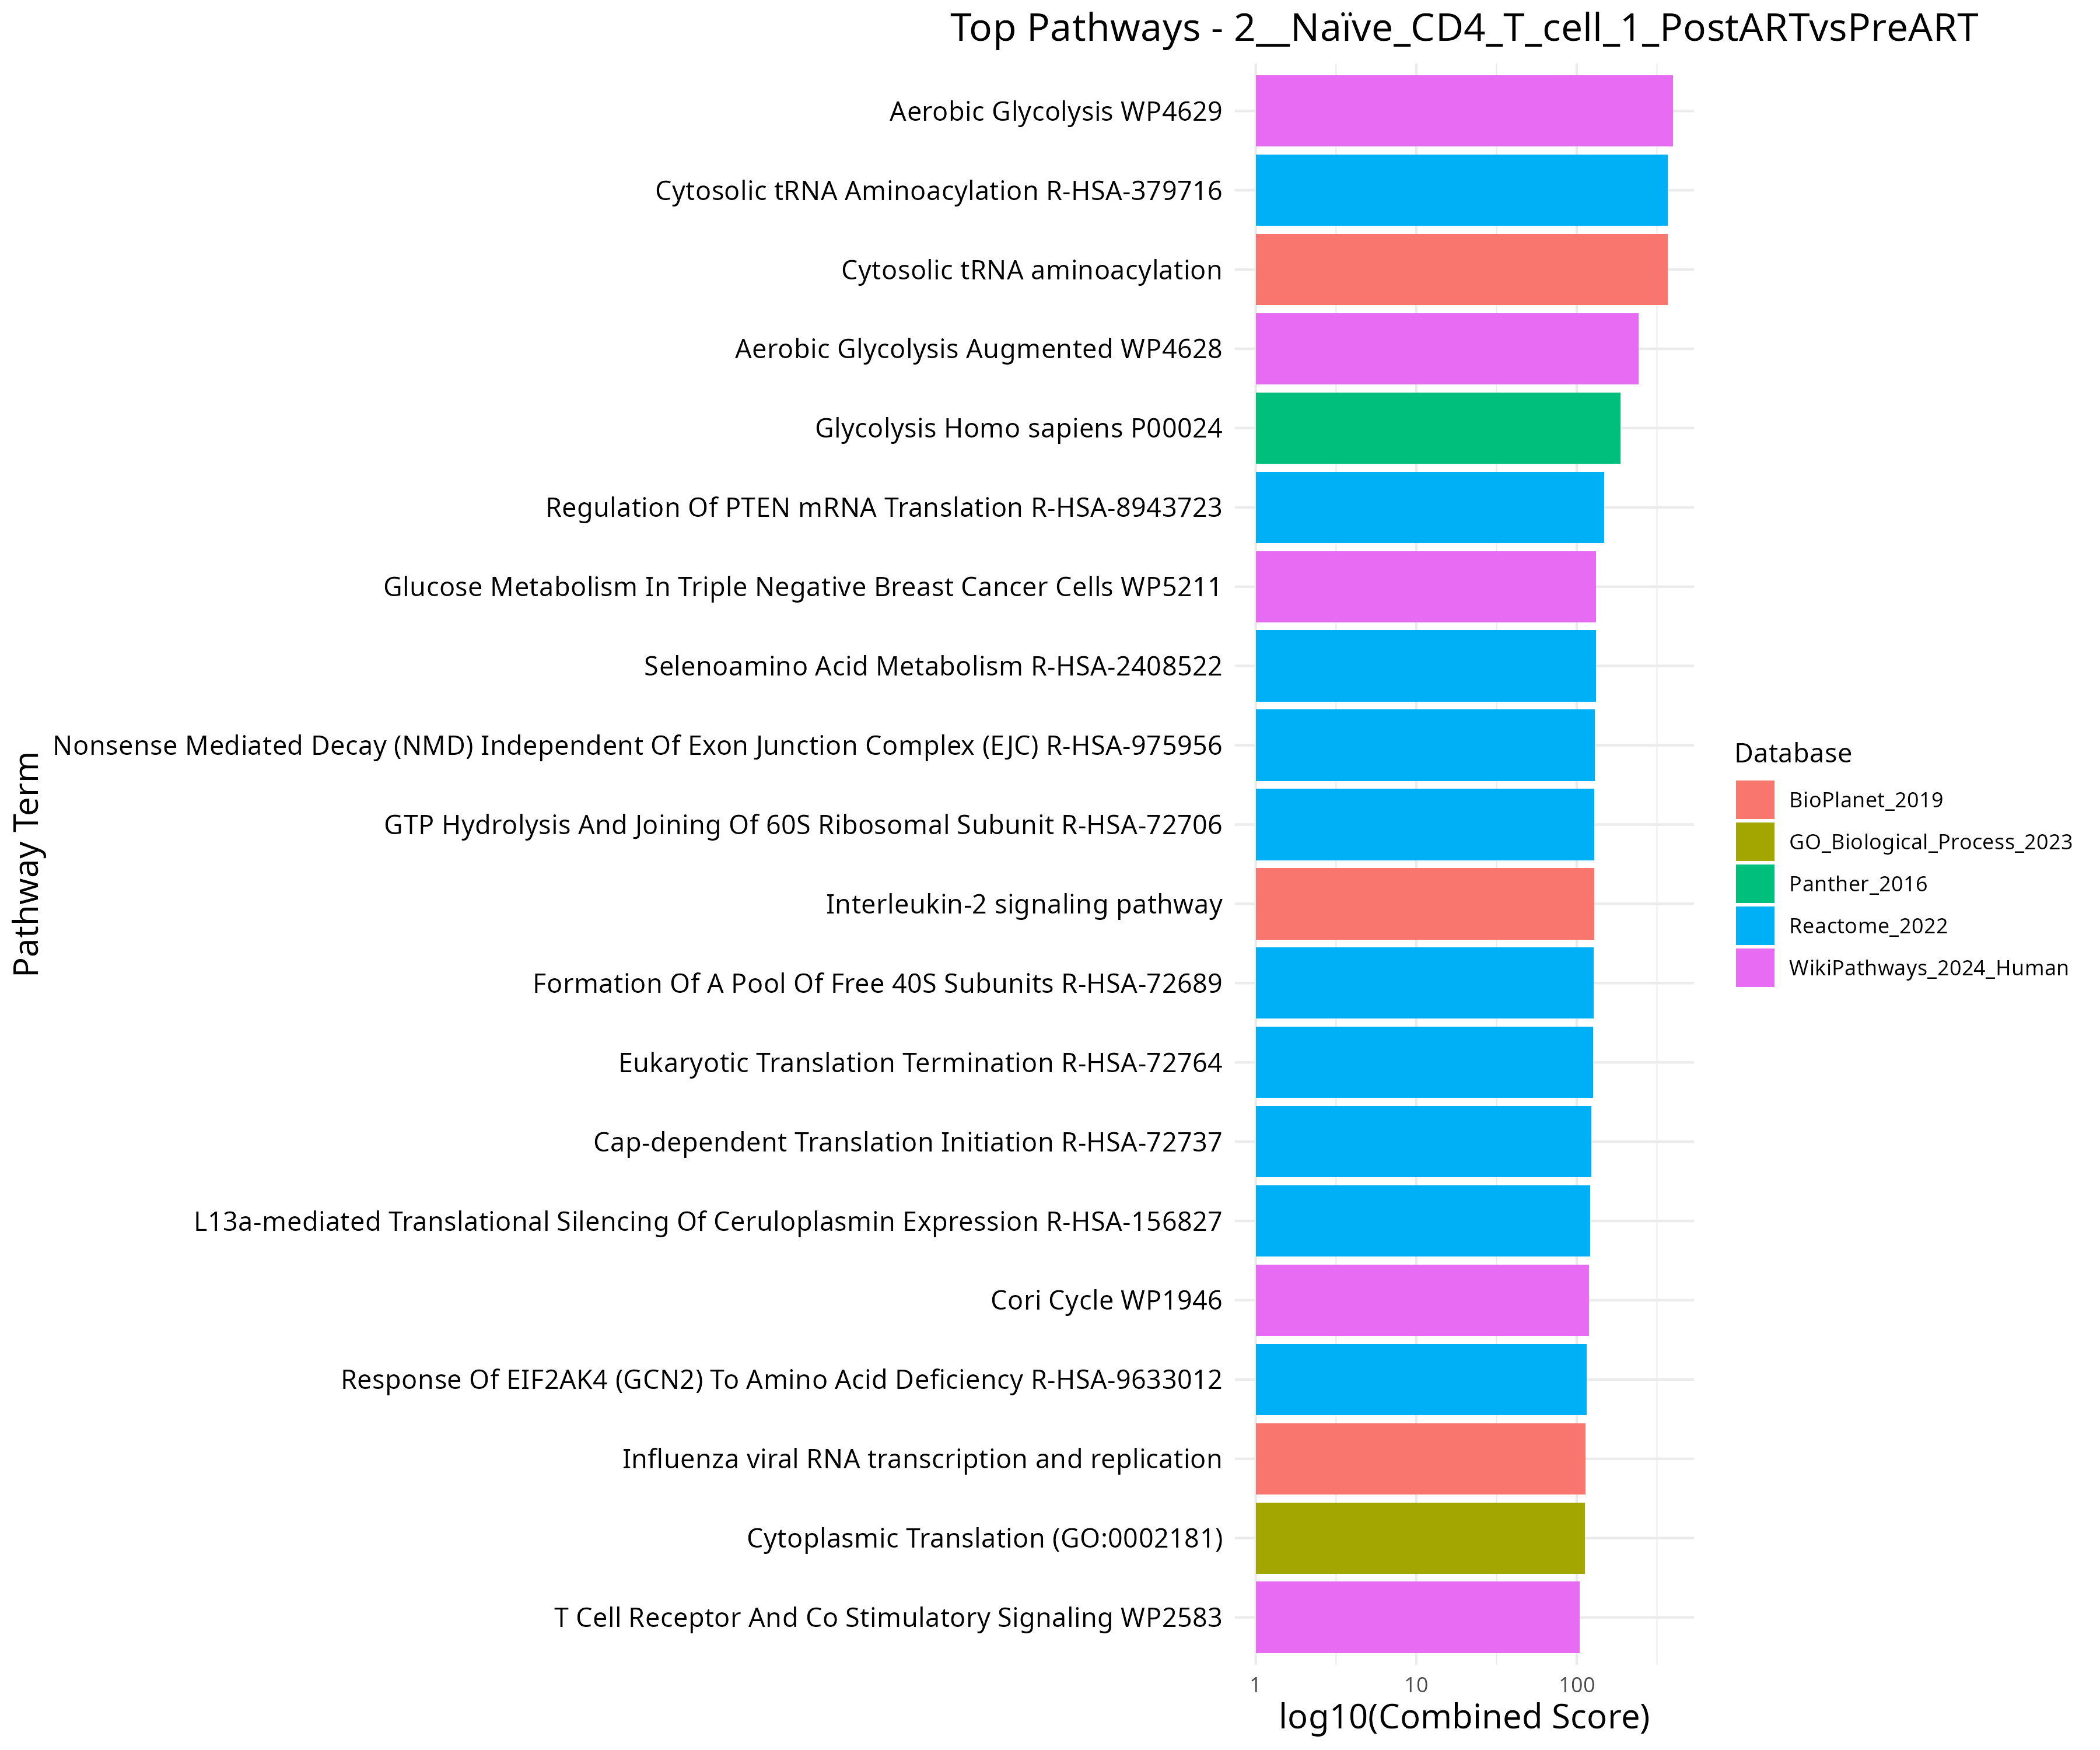 Top Pathways - 2__Naïve_CD4_T_cell_1_PostARTvsPreART
Pathway Term
Aerobic Glycolysis WP4629
Cytosolic tRNA Aminoacylation R-HSA-379716
Cytosolic tRNA aminoacylation
Aerobic Glycolysis Augmented WP4628
Glycolysis Homo sapiens P00024
Regulation Of PTEN mRNA Translation R-HSA-8943723
Glucose Metabolism In Triple Negative Breast Cancer Cells WP5211
Selenoamino Acid Metabolism R-HSA-2408522
Nonsense Mediated Decay (NMD) Independent Of Exon Junction Complex (EJC) R-HSA-975956
GTP Hydrolysis And Joining Of 60S Ribosomal Subunit R-HSA-72706
Interleukin-2 signaling pathway
Formation Of A Pool Of Free 40S Subunits R-HSA-72689
Eukaryotic Translation Termination R-HSA-72764
Cap-dependent Translation Initiation R-HSA-72737
L13a-mediated Translational Silencing Of Ceruloplasmin Expression R-HSA-156827
Cori Cycle WP1946
Response Of EIF2AK4 (GCN2) To Amino Acid Deficiency R-HSA-9633012
Influenza viral RNA transcription and replication
Cytoplasmic Translation (GO:0002181)
T Cell Receptor And Co Stimulatory Signaling WP2583
1 10 100
log10(Combined Score)
Database
BioPlanet_2019
GO_Biological_Process_2023
Panther_2016
Reactome_2022
WikiPathways_2024_Human